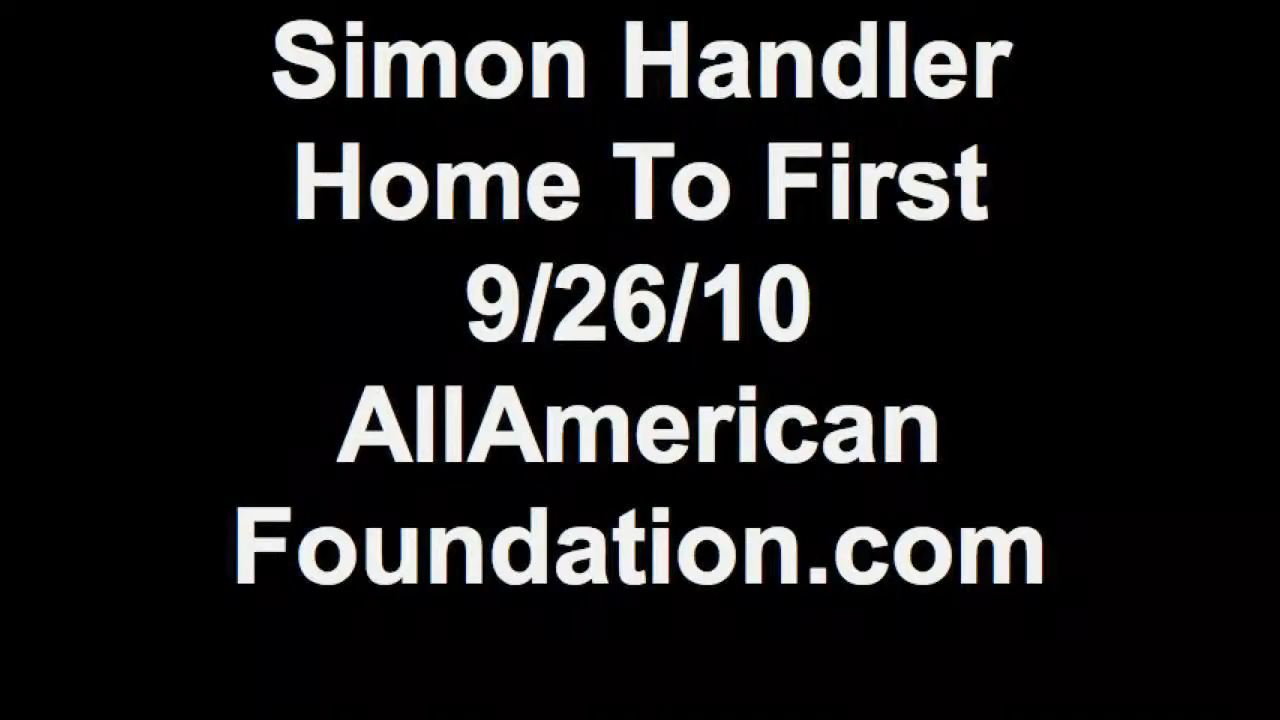 Simon Handler
Home To First
9/26/10
AllAmerican
Foundation.com